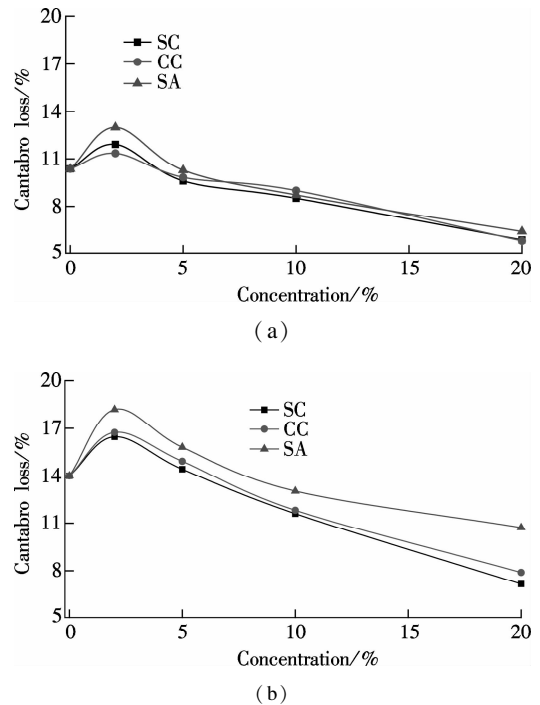 20
17
14
11
8
5
Cantabro loss/%
SC
CC
SA
0 5 10 15 20
Concentration/%
(a)
20
17
14
11
8
5
Cantabro loss/%
SC
CC
SA
0 5 10 15 20
Concentration/%
(b)